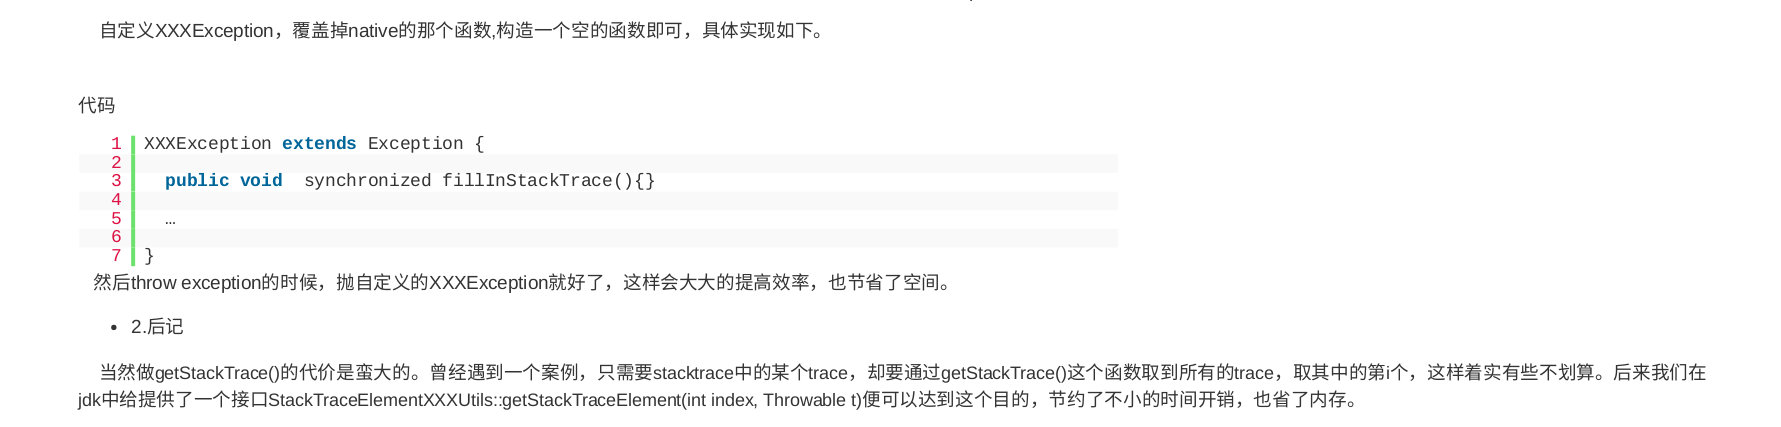 自定义XXXException，覆盖掉native的那个函数,构造一个空的函数即可，具体实现如下。
代码
1 XXXException extends Exception {
2
3 public void  synchronized fillInStackTrace(){}
4
5 …
6
7 }
然后throw exception的时候，抛自定义的XXXException就好了，这样会大大的提高效率，也节省了空间。
• 2.后记
当然做getStackTrace()的代价是蛮大的。曾经遇到一个案例，只需要stacktrace中的某个trace，却要通过getStackTrace()这个函数取到所有的trace，取其中的第i个，这样着实有些不划算。后来我们在
jdk中给提供了一个接口StackTraceElementXXXUtils::getStackTraceElement(int index, Throwable t)便可以达到这个目的，节约了不小的时间开销，也省了内存。